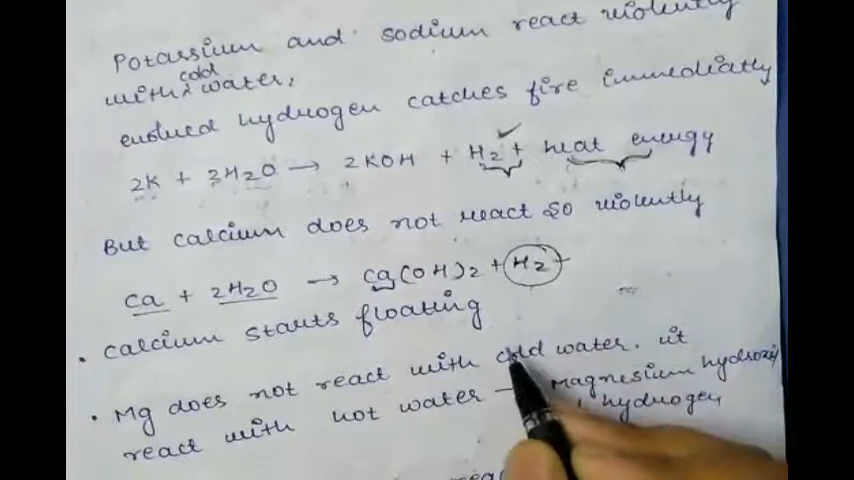 Potassium and sodium react violently
with cold water.
evolved hydrogen catches fire immediatly
2K + 2H2O → 2KOH + H2 + heat energy
But calcium does not react so violently
Ca + 2H2O → Ca(OH)2 + H2 +
• calcium starts floating
• Mg does not react with cold water. it
react with hot water → Magnesium hydroxi
hydrogen